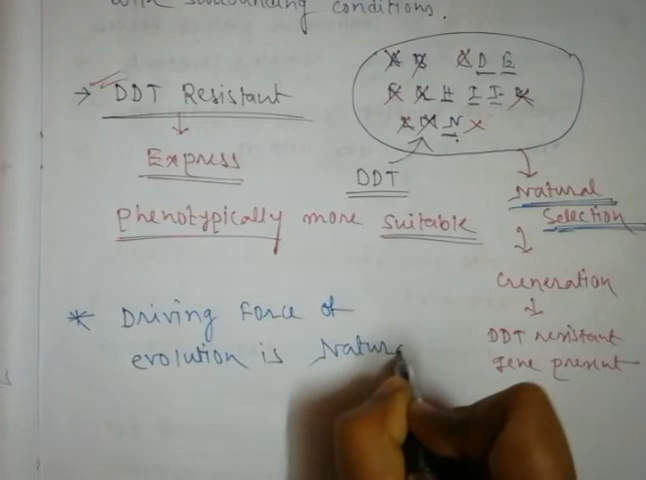 with surrounding conditions.
→ DDT Resistant
Express
phenotypically more suitable
D E
H I I
N
DDT
Natural
Selection
Generation
DDT resistant
gene present
* Driving Force of
evolution is Natur